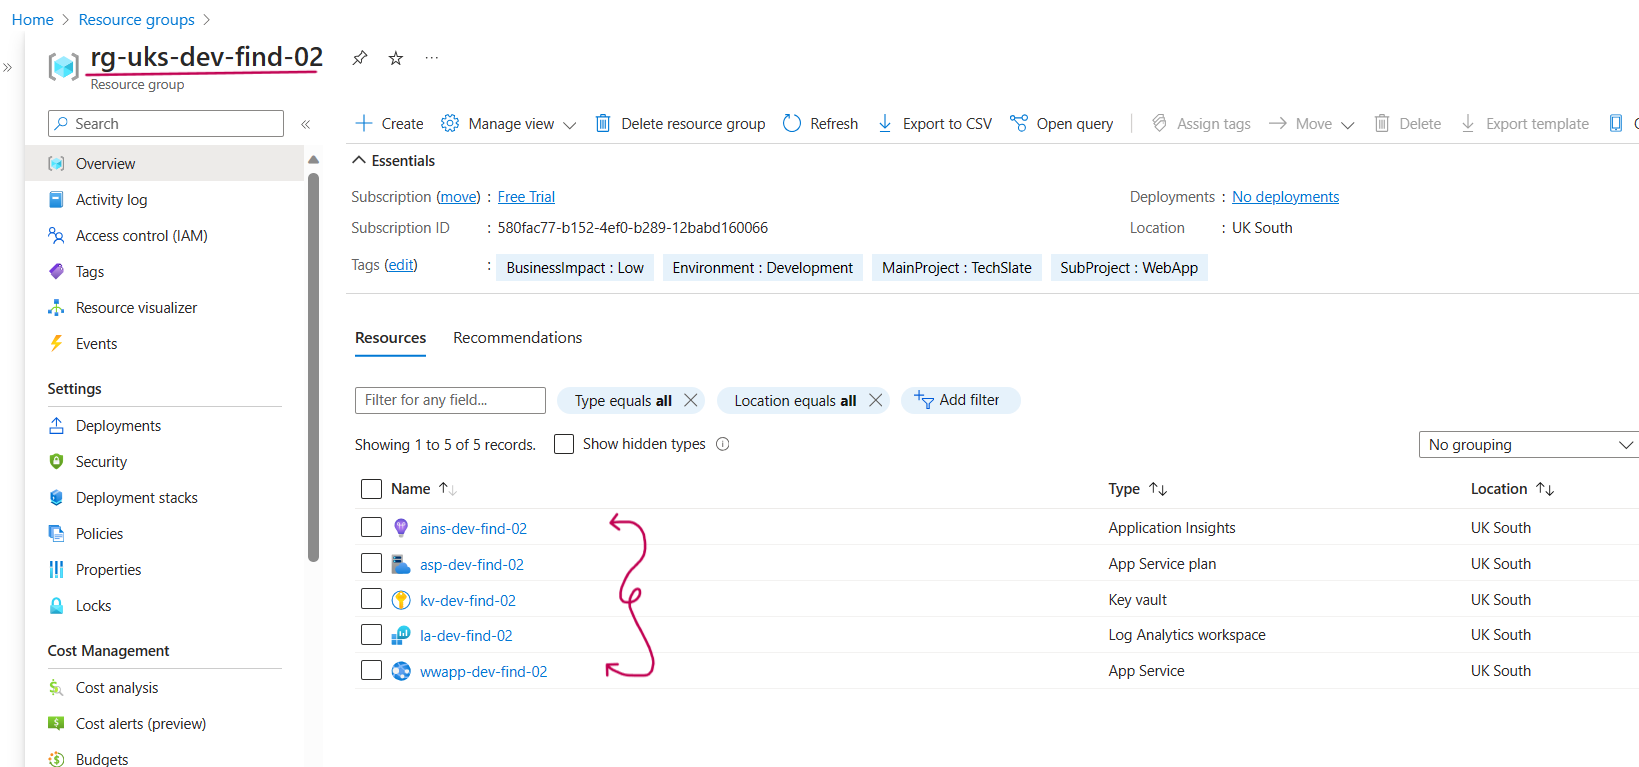 Home > Resource groups >
rg-uks-dev-find-02
Resource group
Search
Overview
Activity log
Access control (IAM)
Tags
Resource visualizer
Events
Settings
Deployments
Security
Deployment stacks
Policies
Properties
Locks
Cost Management
Cost analysis
Cost alerts (preview)
Budgets
Create Manage view Delete resource group Refresh Export to CSV Open query Assign tags Move Delete Export template
Essentials
Subscription (move) : Free Trial
Subscription ID : 580fac77-b152-4ef0-b289-12babd160066
Tags (edit) : BusinessImpact : Low Environment : Development MainProject : TechSlate SubProject : WebApp
Deployments : No deployments
Location : UK South
Resources Recommendations
Filter for any field... Type equals all Location equals all Add filter
Showing 1 to 5 of 5 records. Show hidden types No grouping
Name Type Location
ains-dev-find-02 Application Insights UK South
asp-dev-find-02 App Service plan UK South
kv-dev-find-02 Key vault UK South
la-dev-find-02 Log Analytics workspace UK South
wwapp-dev-find-02 App Service UK South